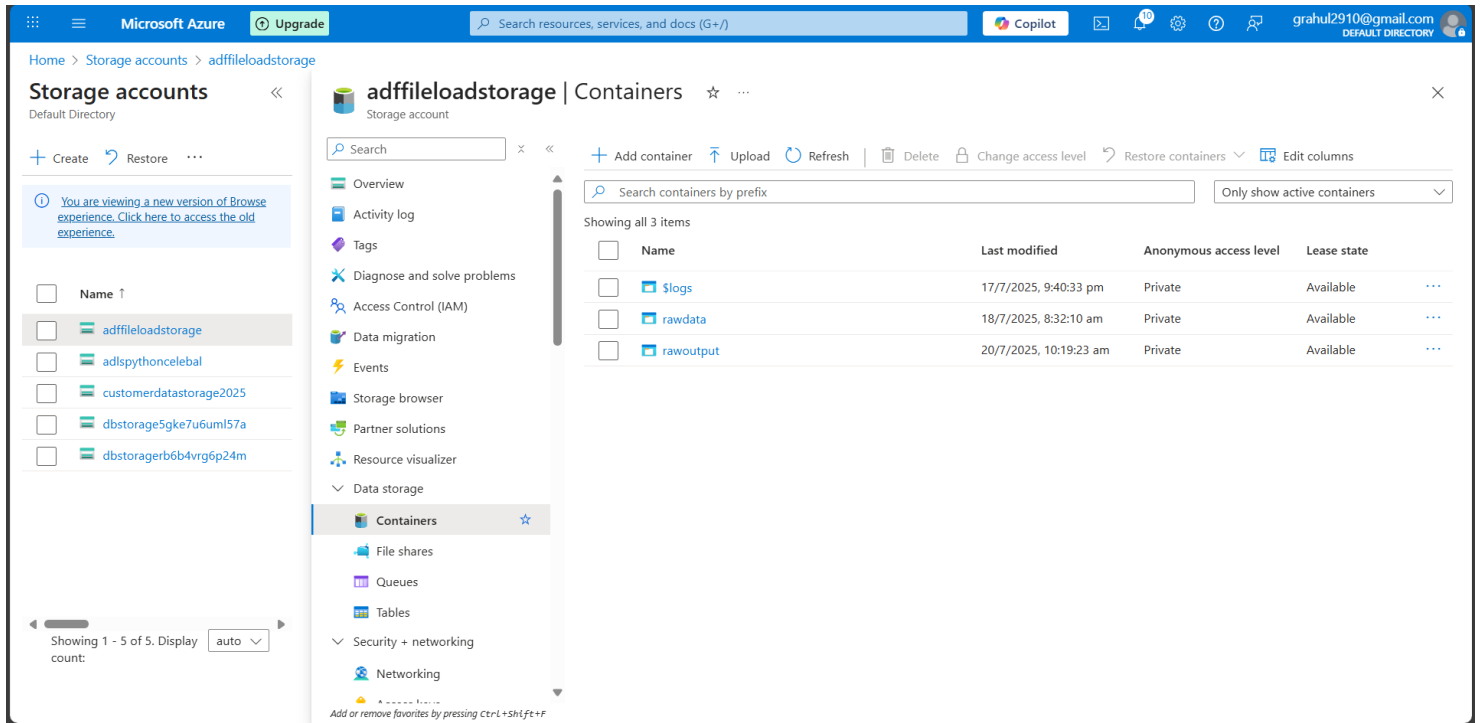 Microsoft Azure
Upgrade
Search resources, services, and docs (G+/)
Copilot
10
grahul2910@gmail.com
DEFAULT DIRECTORY
Home > Storage accounts > adffileloadstorage
Storage accounts
Default Directory
Create Restore
You are viewing a new version of Browse
experience. Click here to access the old
experience.
Name ↑
adffileloadstorage
adlspythoncelebal
customerdatastorage2025
dbstorage5gke7u6uml57a
dbstoragerb6b4vrg6p24m
Showing 1 - 5 of 5. Display
count:
auto
adffileloadstorage | Containers
Storage account
Search
Overview
Activity log
Tags
Diagnose and solve problems
Access Control (IAM)
Data migration
Events
Storage browser
Partner solutions
Resource visualizer
Data storage
Containers
File shares
Queues
Tables
Security + networking
Networking
Access keys
Add or remove favorites by pressing Ctrl+Shift+F
Add container Upload Refresh Delete Change access level Restore containers Edit columns
Search containers by prefix
Only show active containers
Showing all 3 items
Name Last modified Anonymous access level Lease state
$logs 17/7/2025, 9:40:33 pm Private Available
rawdata 18/7/2025, 8:32:10 am Private Available
rawoutput 20/7/2025, 10:19:23 am Private Available